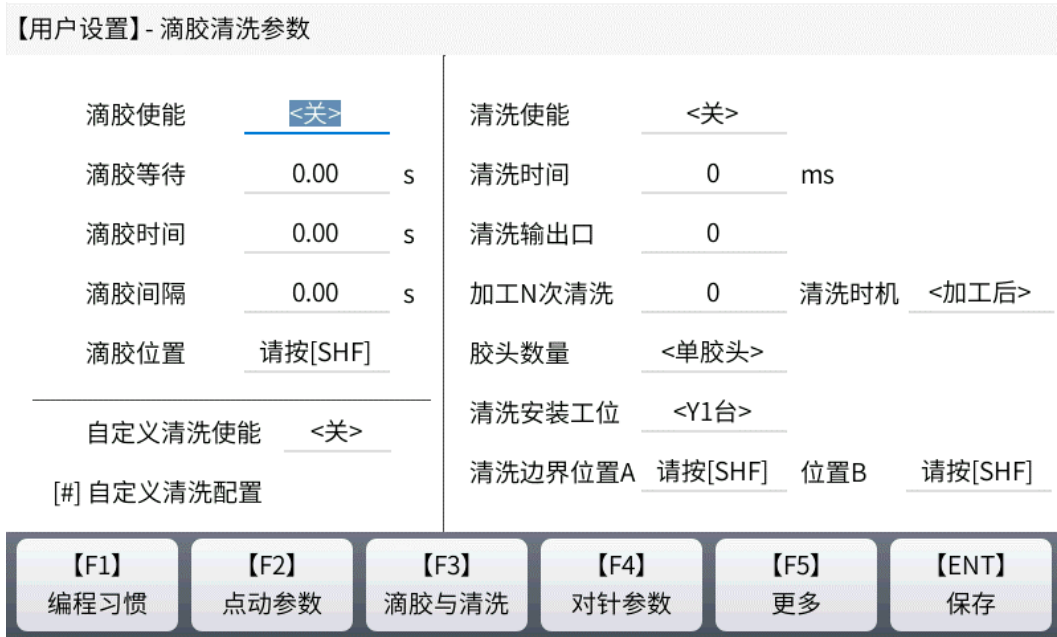 【用户设置】- 滴胶清洗参数
滴胶使能 <关>
滴胶等待 0.00 s
滴胶时间 0.00 s
滴胶间隔 0.00 s
滴胶位置 请按[SHF]
自定义清洗使能 <关>
[#] 自定义清洗配置
清洗使能 <关>
清洗时间 0 ms
清洗输出口 0
加工N次清洗 0 清洗时机 <加工后>
胶头数量 <单胶头>
清洗安装工位 <Y1台>
清洗边界位置A 请按[SHF] 位置B 请按[SHF]
【F1】 【F2】 【F3】 【F4】 【F5】 【ENT】
编程习惯 点动参数 滴胶与清洗 对针参数 更多 保存